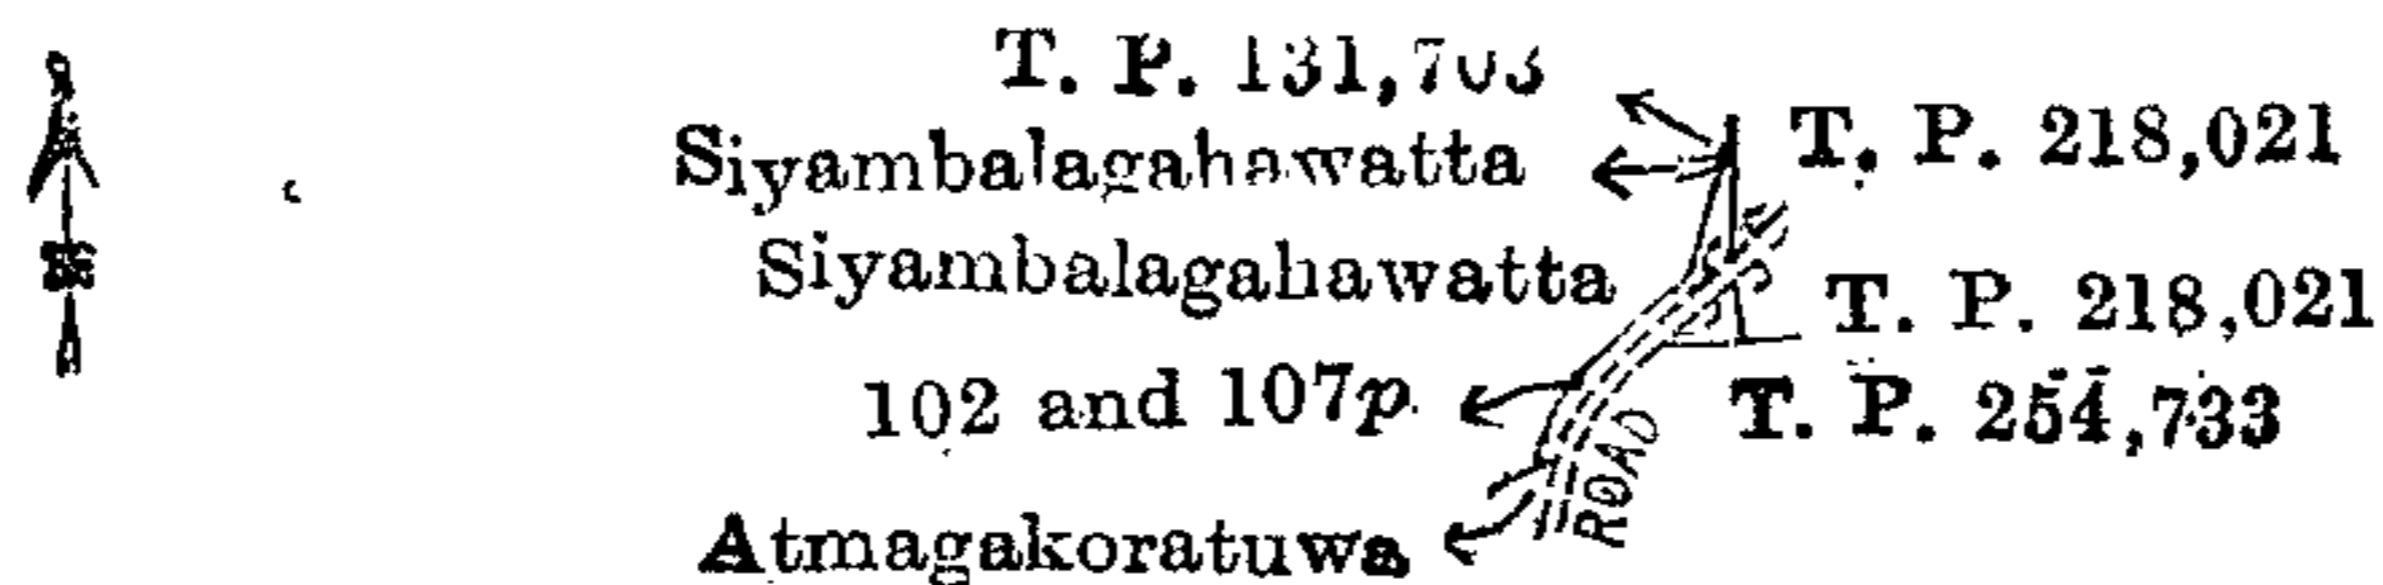 T. P. 131,703
Siyambalagahawatta
T. P. 218,021
Siyambalagahawatta
T. P. 218,021
102 and 107p
T. P. 254,733
ROAD
Atmagakoratuwa